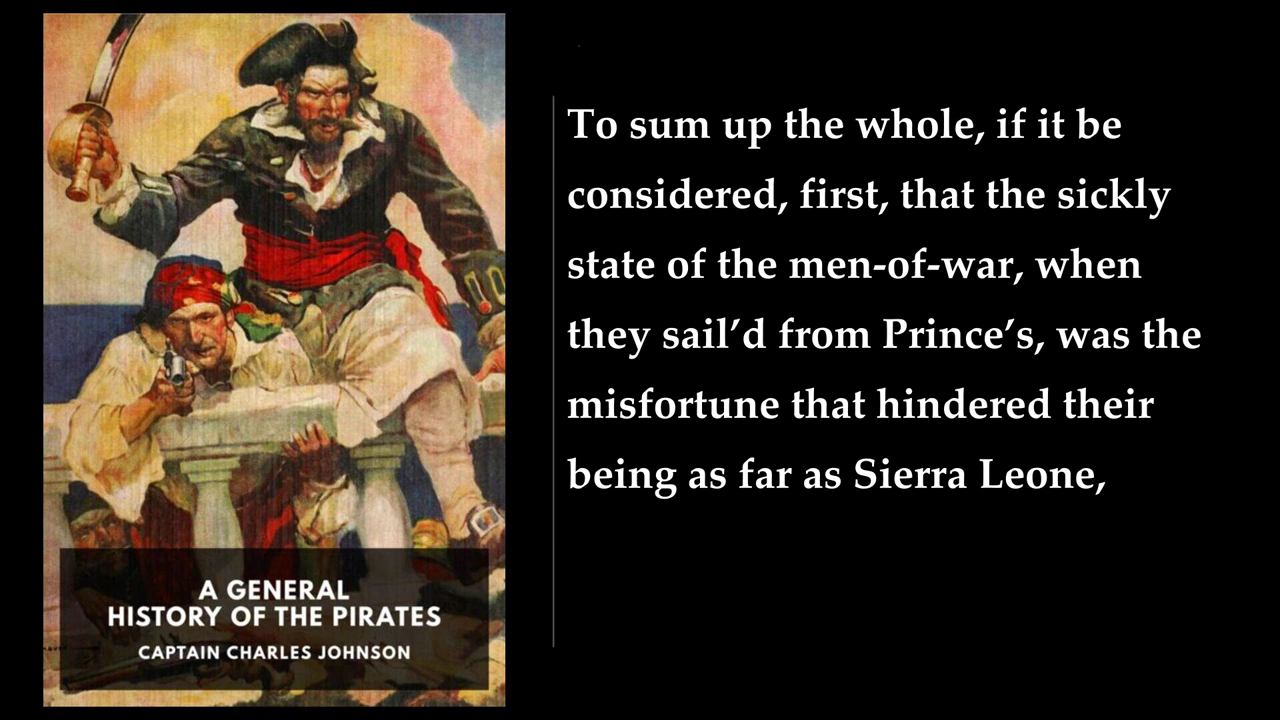 A GENERAL
HISTORY OF THE PIRATES
CAPTAIN CHARLES JOHNSON
To sum up the whole, if it be
considered, first, that the sickly
state of the men-of-war, when
they sail’d from Prince’s, was the
misfortune that hindered their
being as far as Sierra Leone,